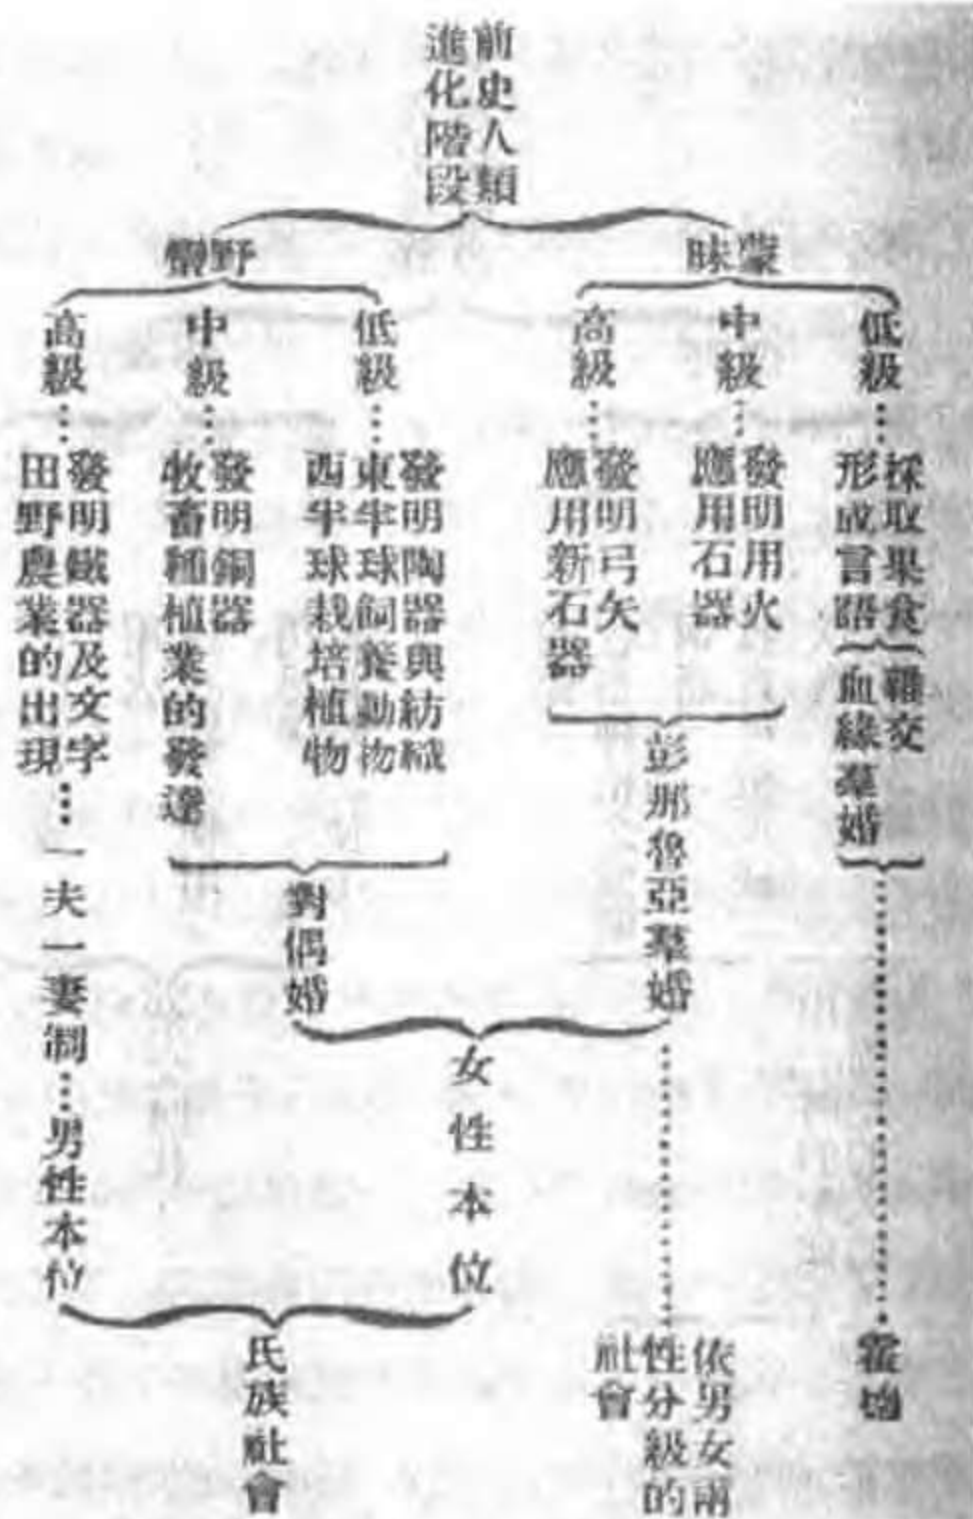 前史人類
進化階段
蒙昧
野蠻
低級
中級
高級
低級
中級
高級
採取果食
形成言語
發明用火
應用石器
發明弓矢
應用新石器
發明陶器與紡織
東半球飼養動物
西半球栽培植物
發明銅器
牧畜種植業的發達
發明鐵器及文字
田野農業的出現
雜交
血緣羣婚
彭那魯亞羣婚
對偶婚
一夫一妻制
女性本位
男性本位
霍
依男女兩
性分級的
社會
氏族社會